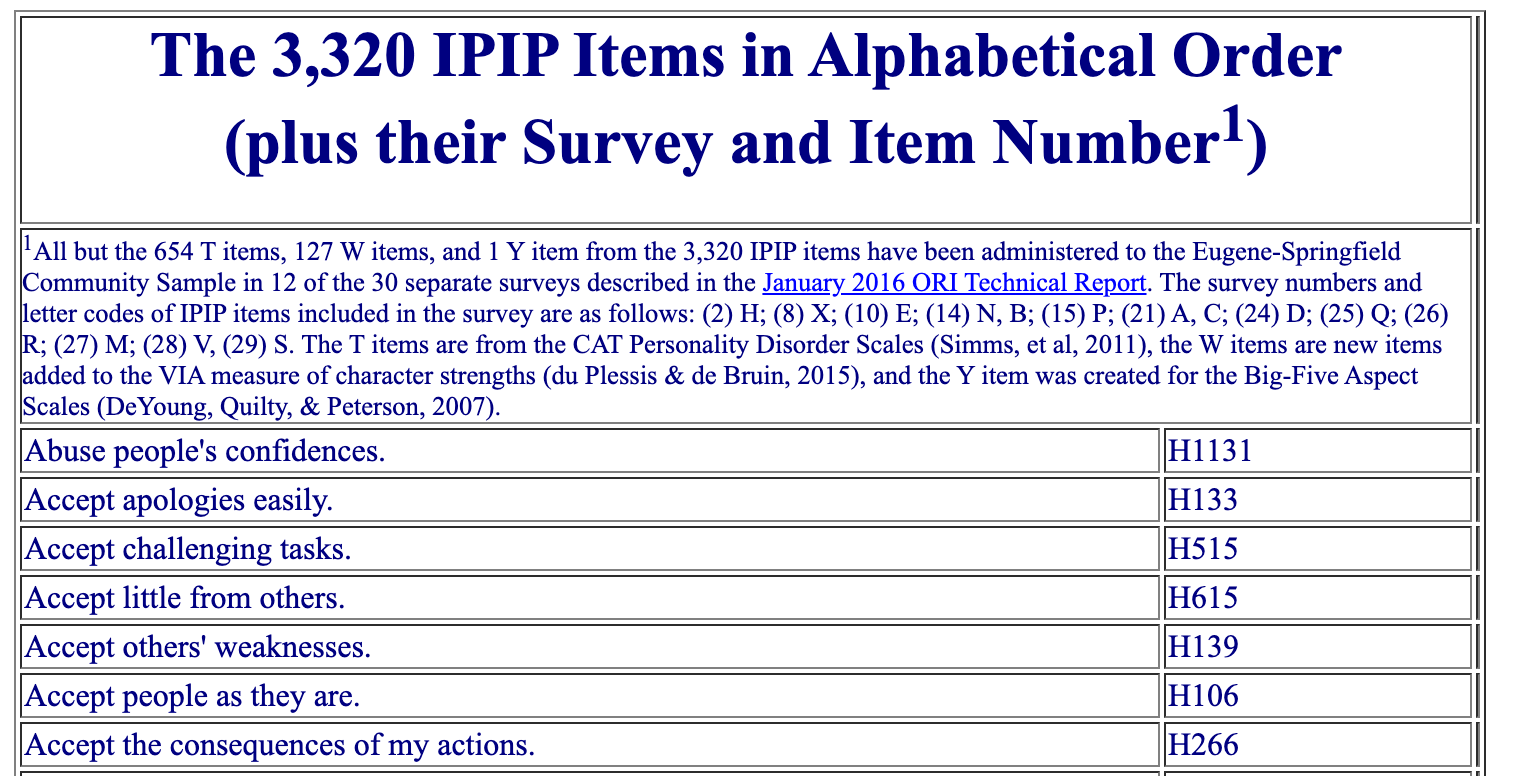 The 3,320 IPIP Items in Alphabetical Order
(plus their Survey and Item Number¹)
¹All but the 654 T items, 127 W items, and 1 Y item from the 3,320 IPIP items have been administered to the Eugene-Springfield
Community Sample in 12 of the 30 separate surveys described in the January 2016 ORI Technical Report. The survey numbers and
letter codes of IPIP items included in the survey are as follows: (2) H; (8) X; (10) E; (14) N, B; (15) P; (21) A, C; (24) D; (25) Q; (26)
R; (27) M; (28) V, (29) S. The T items are from the CAT Personality Disorder Scales (Simms, et al, 2011), the W items are new items
added to the VIA measure of character strengths (du Plessis & de Bruin, 2015), and the Y item was created for the Big-Five Aspect
Scales (DeYoung, Quilty, & Peterson, 2007).
Abuse people's confidences. H1131
Accept apologies easily. H133
Accept challenging tasks. H515
Accept little from others. H615
Accept others' weaknesses. H139
Accept people as they are. H106
Accept the consequences of my actions. H266